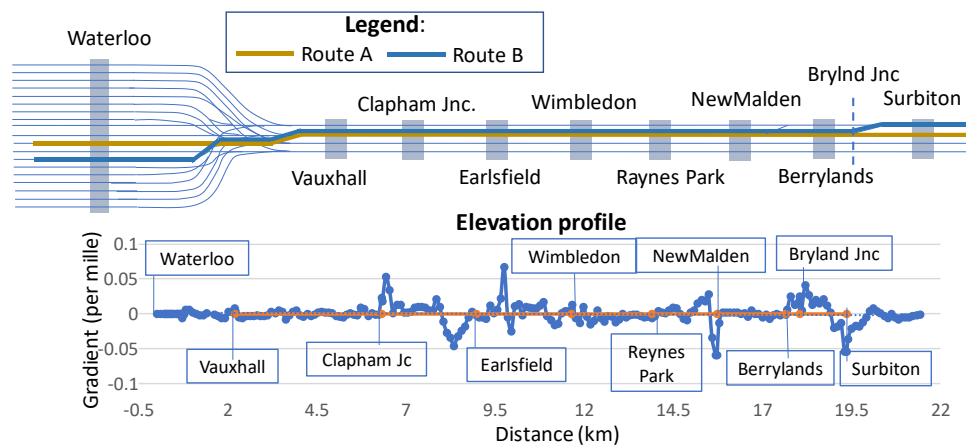 Legend:
Route A Route B
Waterloo
Brylnd Jnc
Clapham Jnc. Wimbledon NewMalden Surbiton
Vauxhall Earlsfield Raynes Park Berrylands
Elevation profile
Gradient (per mille)
0.1
0.05
0
-0.05
-0.1
Waterloo Wimbledon NewMalden Bryland Jnc
Vauxhall Clapham Jc Earlsfield Reynes Berrylands Surbiton
Park
-0.5 2 4.5 7 9.5 12 14.5 17 19.5 22
Distance (km)